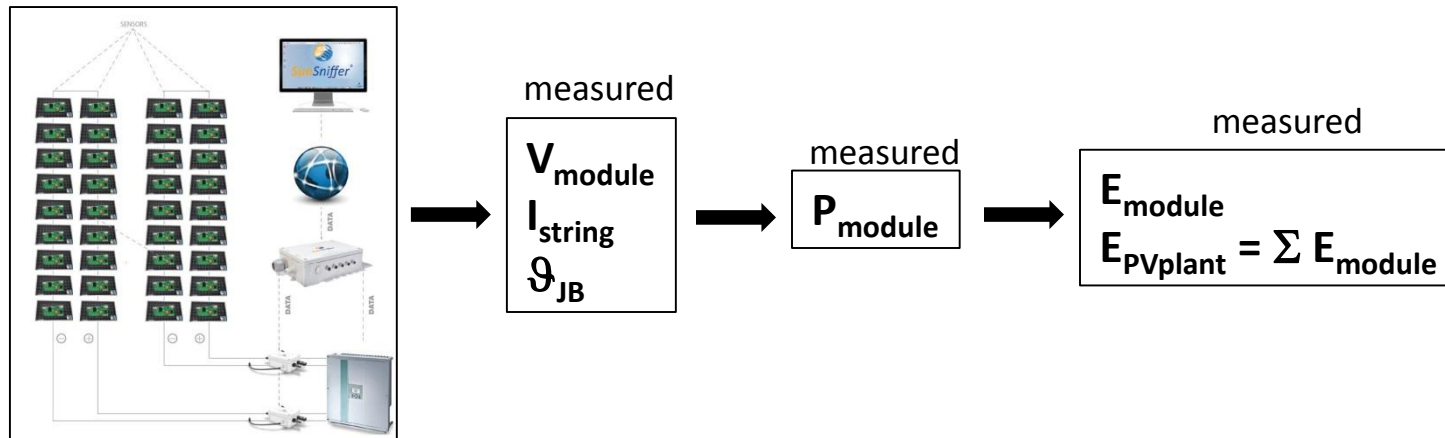 SENSORS
SunSniffer®
DATA
DATA
DATA
measured
V_module
I_string
ϑ_JB
measured
P_module
measured
E_module
E_PVplant = Σ E_module